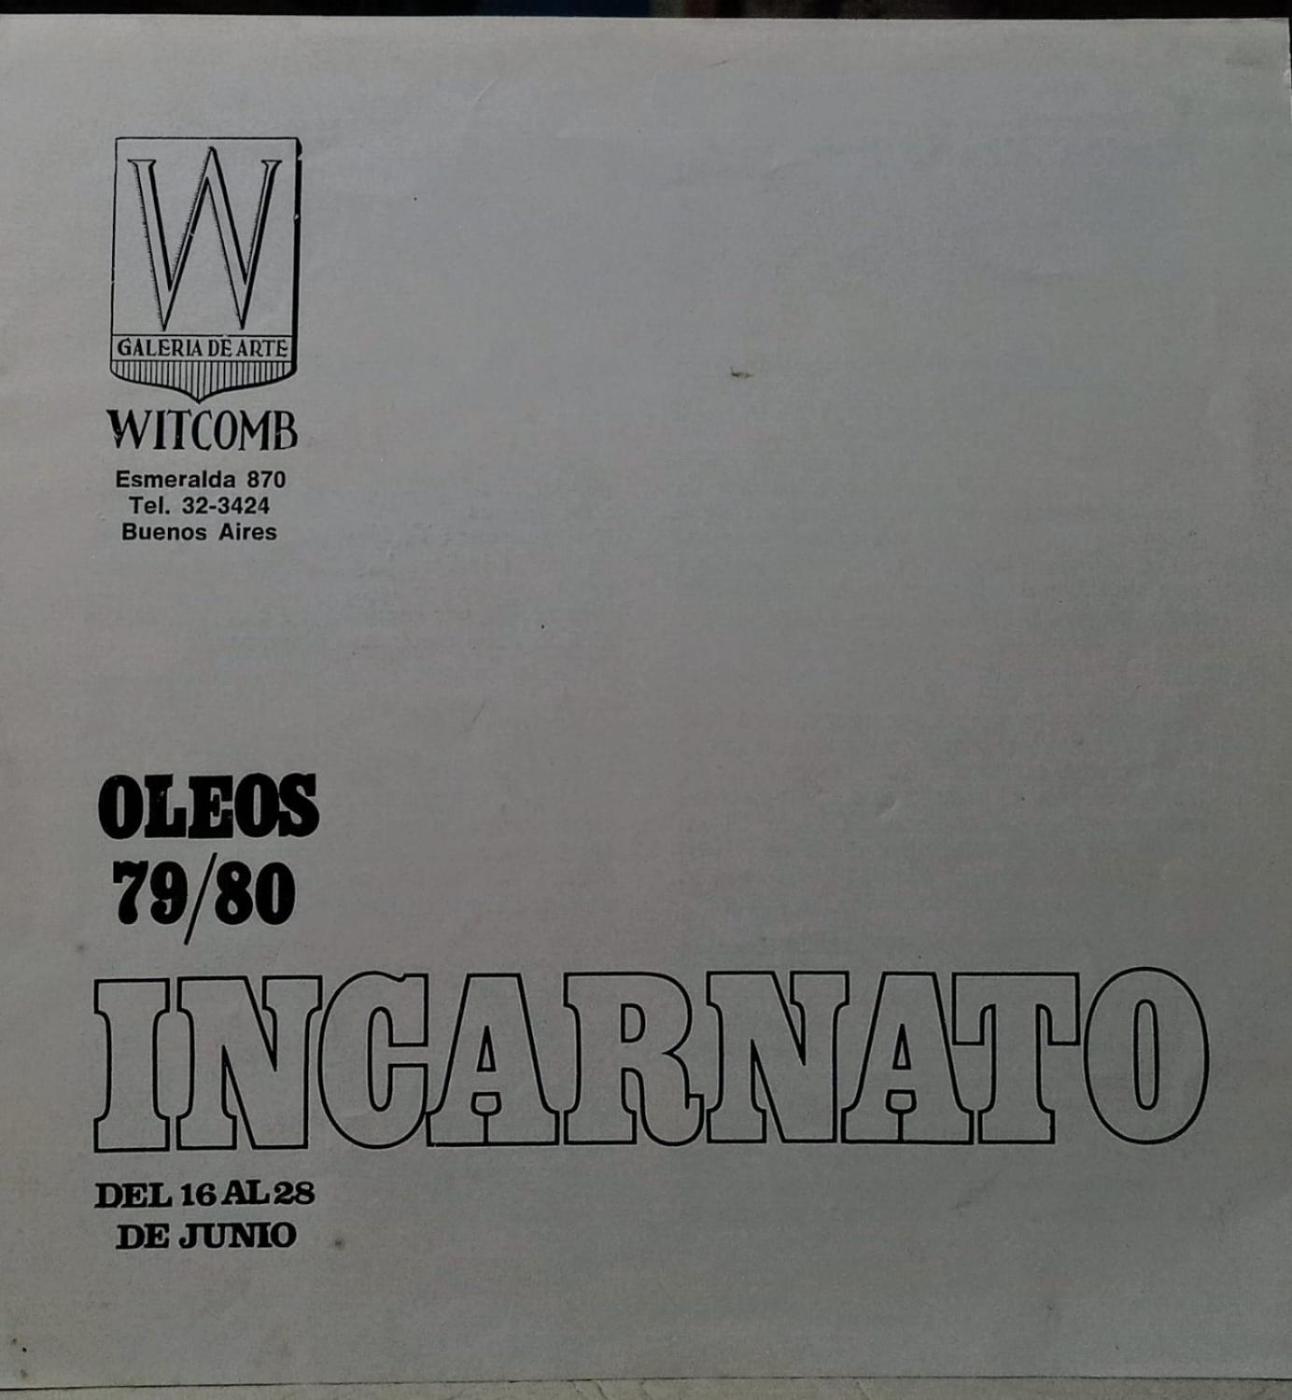 W
GALERIA DE ARTE
WITCOMB
Esmeralda 870
Tel. 32-3424
Buenos Aires
OLEOS
79/80
INCARNATO
DEL 16 AL 28
DE JUNIO